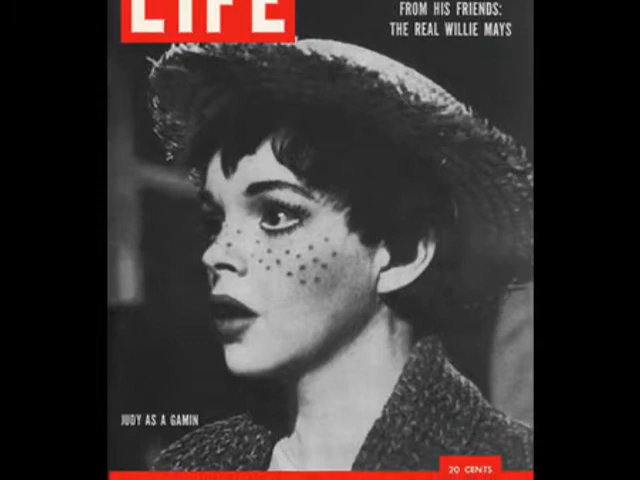 LIFE
FROM HIS FRIENDS:
THE REAL WILLIE MAYS
JUDY AS A GAMIN
20 CENTS